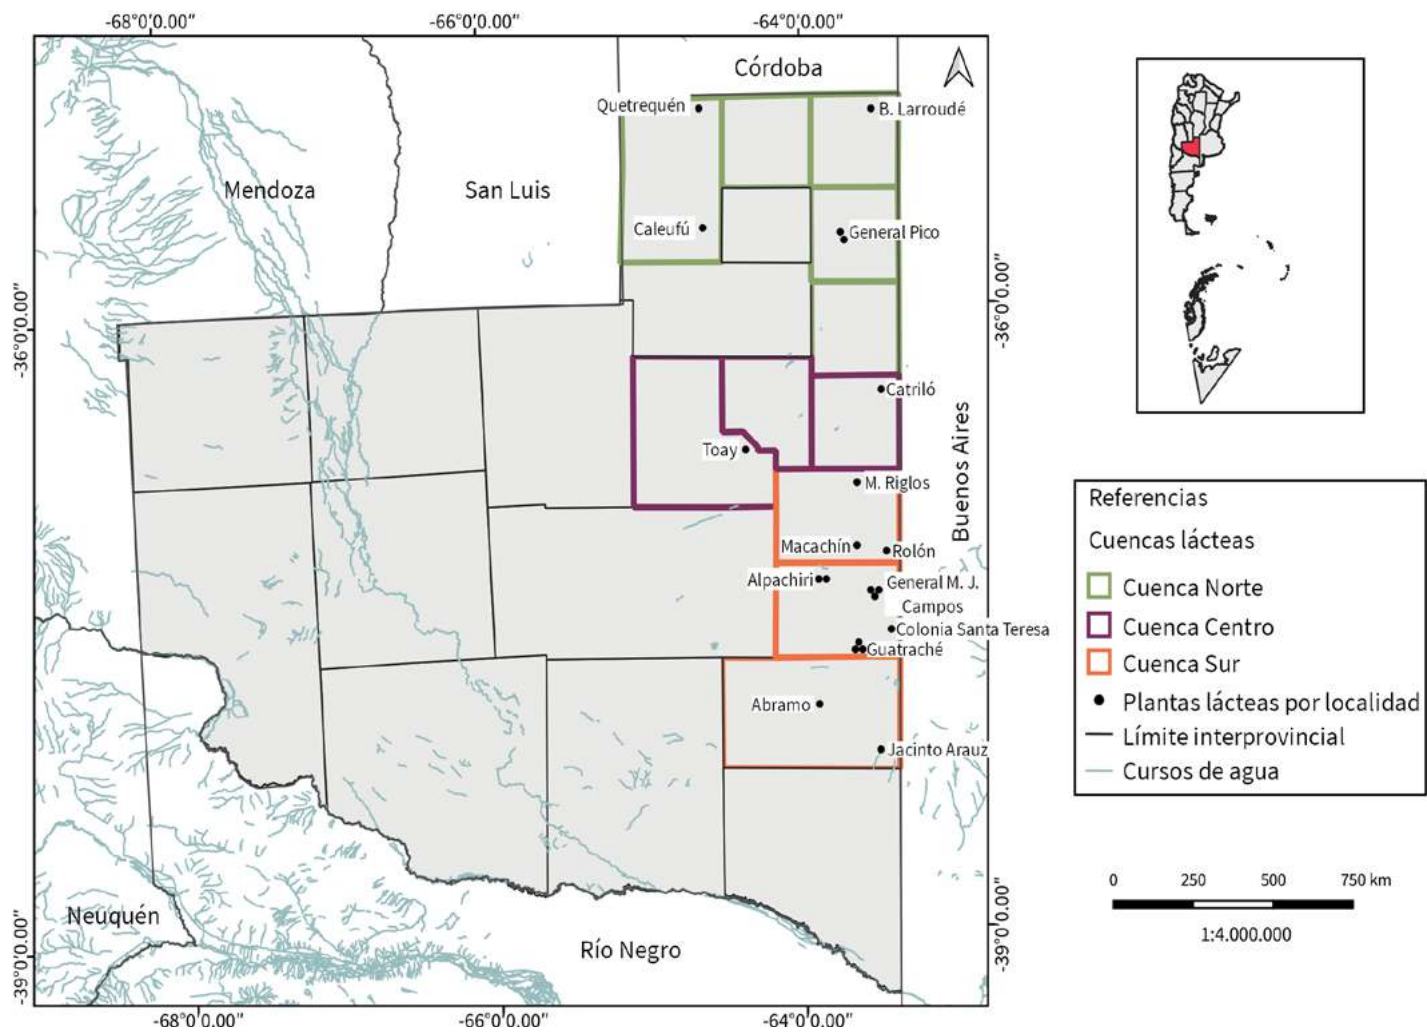 -68°0'0.00"
-66°0'0.00"
-64°0'0.00"
Córdoba
Quetrequén
B. Larroudé
Mendoza
San Luis
Caleufú
General Pico
-36°0'0.00"
-36°0'0.00"
Catriló
Buenos Aires
Toay
M. Riglos
Macachín
Rolón
Alpachiri
General M. J.
Campos
Colonia Santa Teresa
Guatraché
Abramo
Jacinto Arauz
Neuquén
Río Negro
-39°0'0.00"
-39°0'0.00"
-68°0'0.00"
-66°0'0.00"
-64°0'0.00"
Referencias
Cuencas lácteas
Cuenca Norte
Cuenca Centro
Cuenca Sur
Plantas lácteas por localidad
Límite interprovincial
Cursos de agua
0 250 500 750 km
1:4.000.000